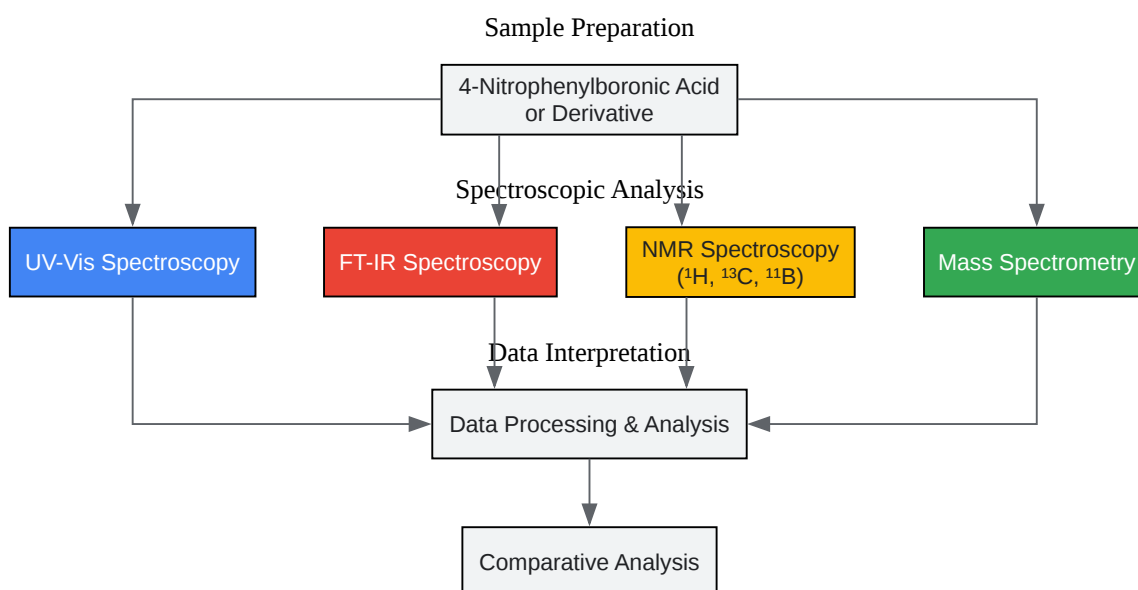 Sample Preparation
4-Nitrophenylboronic Acid
or Derivative
Spectroscopic Analysis
UV-Vis Spectroscopy
FT-IR Spectroscopy
NMR Spectroscopy
(¹H, ¹³C, ¹¹B)
Mass Spectrometry
Data Interpretation
Data Processing & Analysis
Comparative Analysis